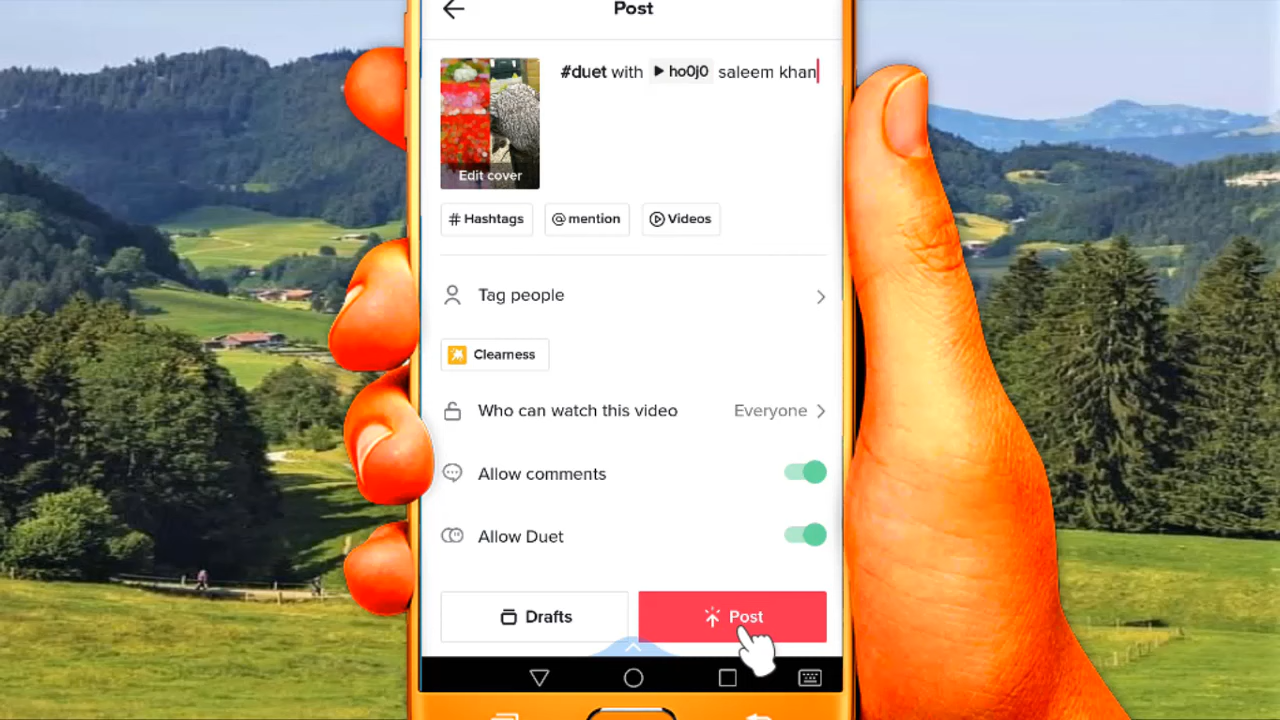 Post
#duet with ho0j0 saleem khan
Edit cover
# Hashtags @ mention Videos
Tag people
Clearness
Who can watch this video Everyone
Allow comments
Allow Duet
Drafts Post